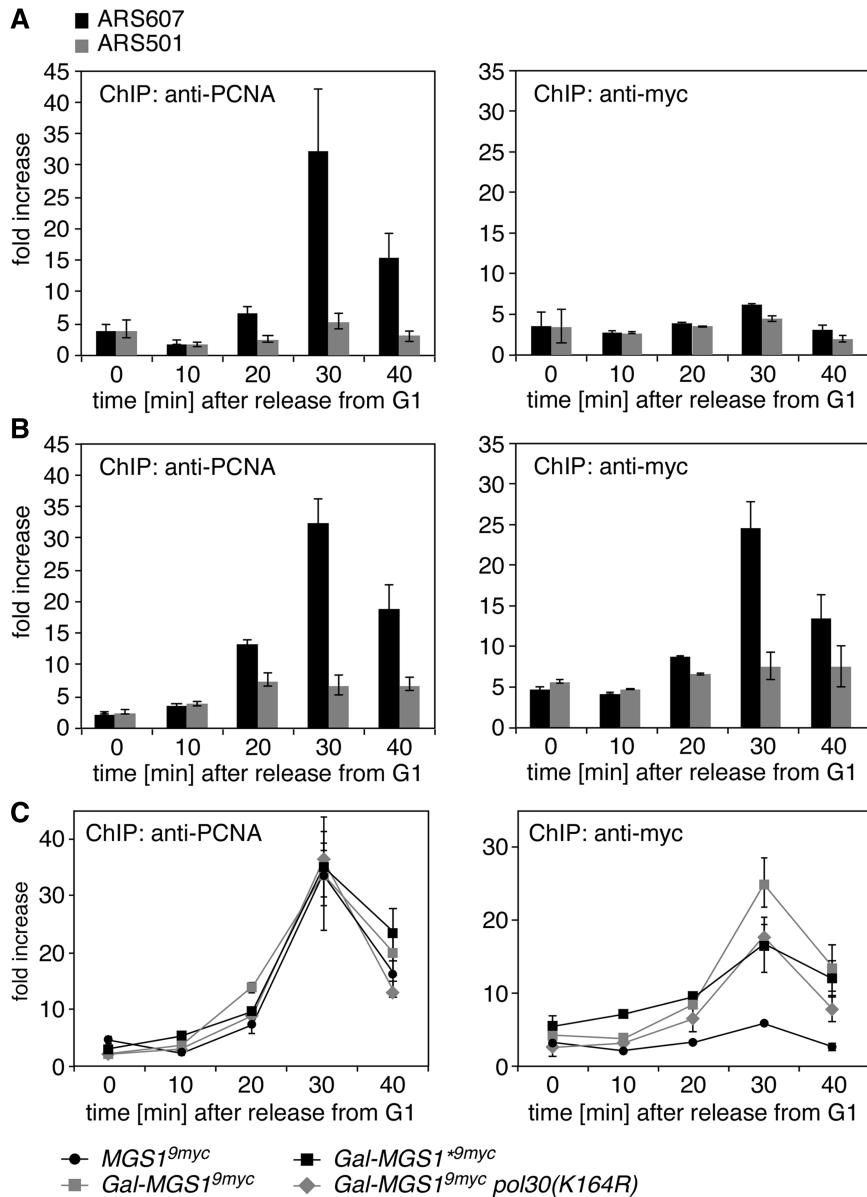 A
ARS607
ARS501
ChIP: anti-PCNA
fold increase
45
40
35
30
25
20
15
10
5
0
0 10 20 30 40
time [min] after release from G1
ChIP: anti-myc
35
30
25
20
15
10
5
0
0 10 20 30 40
time [min] after release from G1
B
ChIP: anti-PCNA
fold increase
45
40
35
30
25
20
15
10
5
0
0 10 20 30 40
time [min] after release from G1
ChIP: anti-myc
35
30
25
20
15
10
5
0
0 10 20 30 40
time [min] after release from G1
C
ChIP: anti-PCNA
fold increase
40
30
20
10
0
0 10 20 30 40
time [min] after release from G1
ChIP: anti-myc
30
20
10
0
0 10 20 30 40
time [min] after release from G1
MGS1⁹ᵐʸᶜ
Gal-MGS1*⁹ᵐʸᶜ
Gal-MGS1⁹ᵐʸᶜ
Gal-MGS1⁹ᵐʸᶜ pol30(K164R)